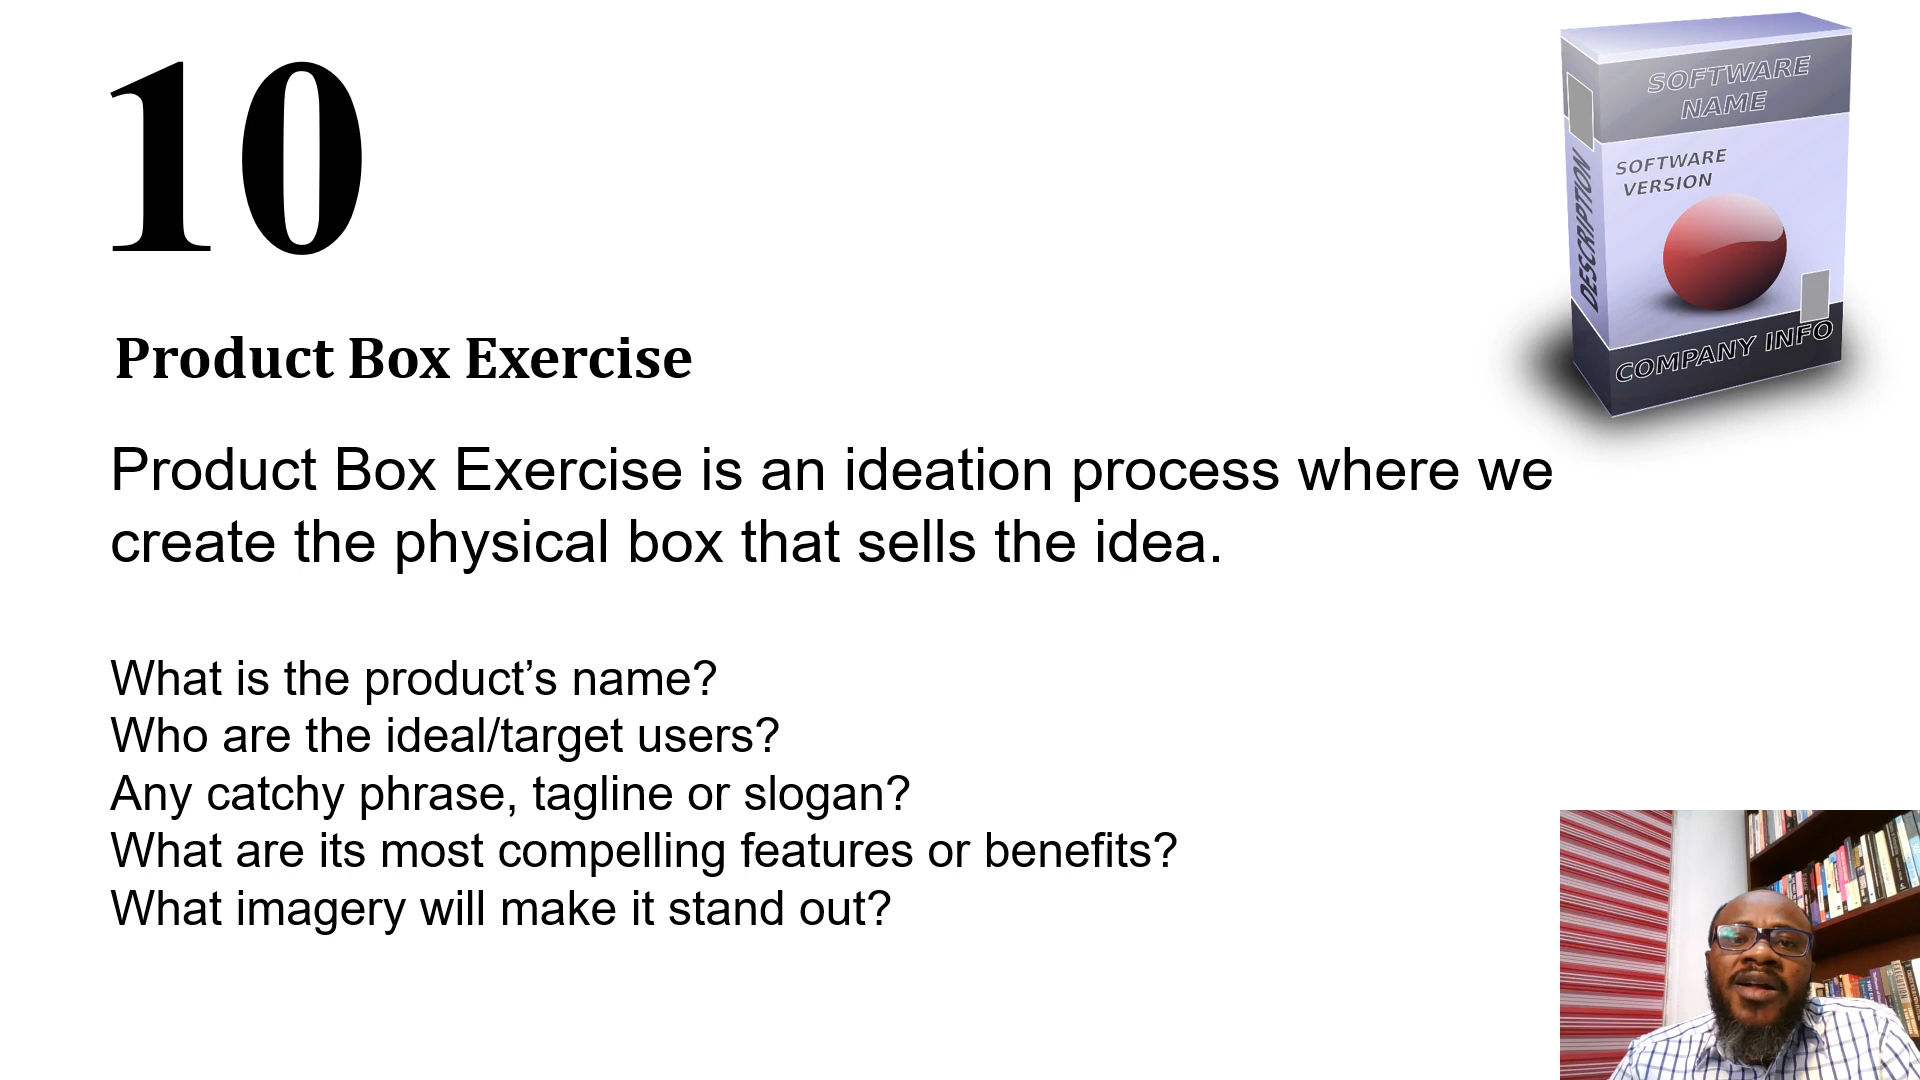 10
SOFTWARE
NAME
SOFTWARE
VERSION
DESCRIPTION
COMPANY INFO
Product Box Exercise
Product Box Exercise is an ideation process where we
create the physical box that sells the idea.
What is the product’s name?
Who are the ideal/target users?
Any catchy phrase, tagline or slogan?
What are its most compelling features or benefits?
What imagery will make it stand out?